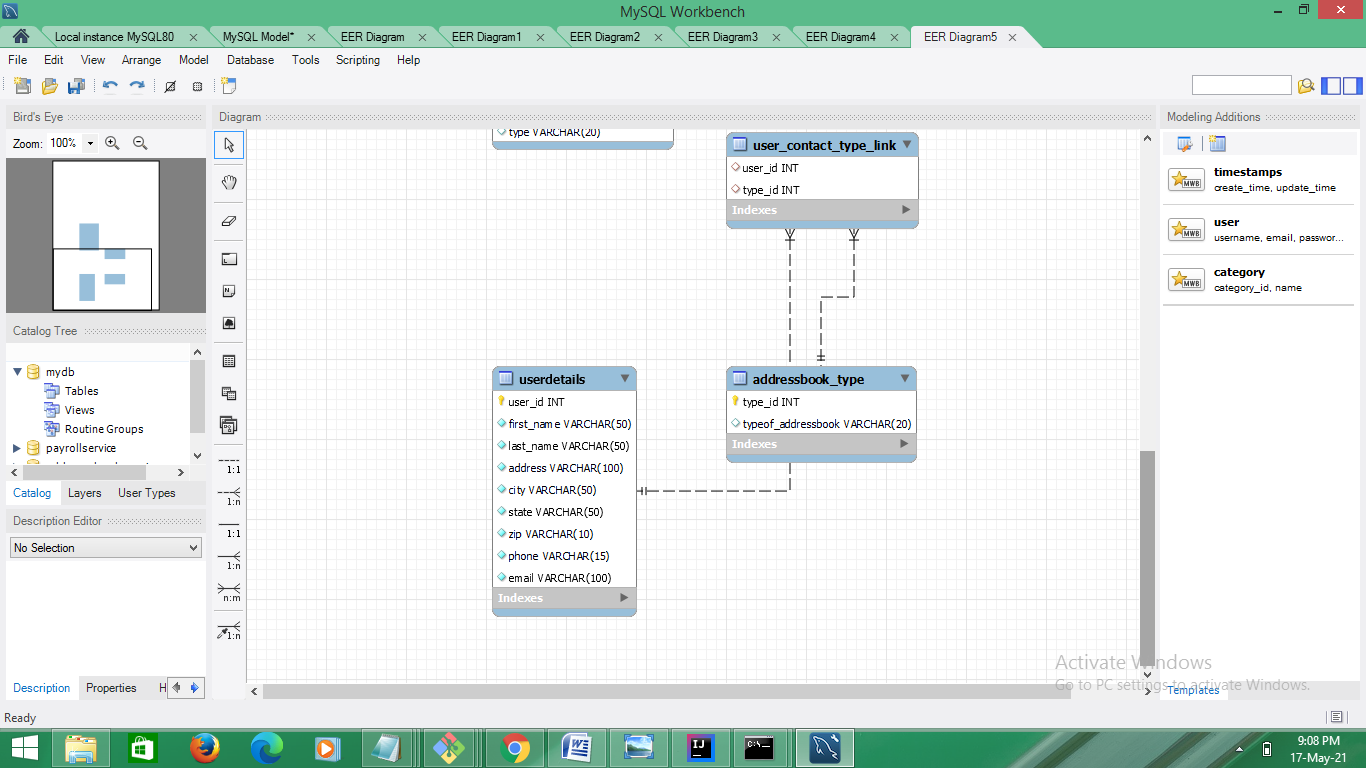 MySQL Workbench
Local instance MySQL80
MySQL Model*
EER Diagram
EER Diagram1
EER Diagram2
EER Diagram3
EER Diagram4
EER Diagram5
File Edit View Arrange Model Database Tools Scripting Help
Bird's Eye
Zoom: 100%
Catalog Tree
mydb
Tables
Views
Routine Groups
payrollservice
Catalog Layers User Types
Description Editor
No Selection
Description Properties H
Ready
Diagram
1:1
1:n
1:1
1:n
n:m
1:n
type VARCHAR(20)
user_contact_type_link
user_id INT
type_id INT
Indexes
userdetails
user_id INT
first_name VARCHAR(50)
last_name VARCHAR(50)
address VARCHAR(100)
city VARCHAR(50)
state VARCHAR(50)
zip VARCHAR(10)
phone VARCHAR(15)
email VARCHAR(100)
Indexes
addressbook_type
type_id INT
typeof_addressbook VARCHAR(20)
Indexes
Modeling Additions
MWB
timestamps
create_time, update_time
MWB
user
username, email, passwor...
MWB
category
category_id, name
Activate Windows
Go to PC settings to activate Windows.
Templates
W
IJ
C:\
9:08 PM
17-May-21